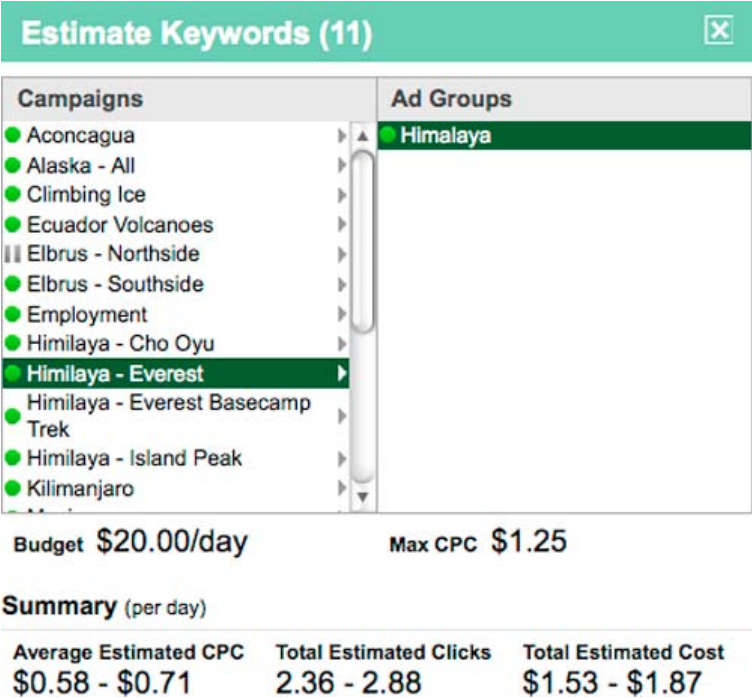 Estimate Keywords (11)
Campaigns
Ad Groups
Aconcagua
Alaska - All
Climbing Ice
Ecuador Volcanoes
Elbrus - Northside
Elbrus - Southside
Employment
Himilaya - Cho Oyu
Himilaya - Everest
Himilaya - Everest Basecamp
Trek
Himilaya - Island Peak
Kilimanjaro
Himalaya
Budget $20.00/day
Max CPC $1.25
Summary (per day)
Average Estimated CPC
$0.58 - $0.71
Total Estimated Clicks
2.36 - 2.88
Total Estimated Cost
$1.53 - $1.87